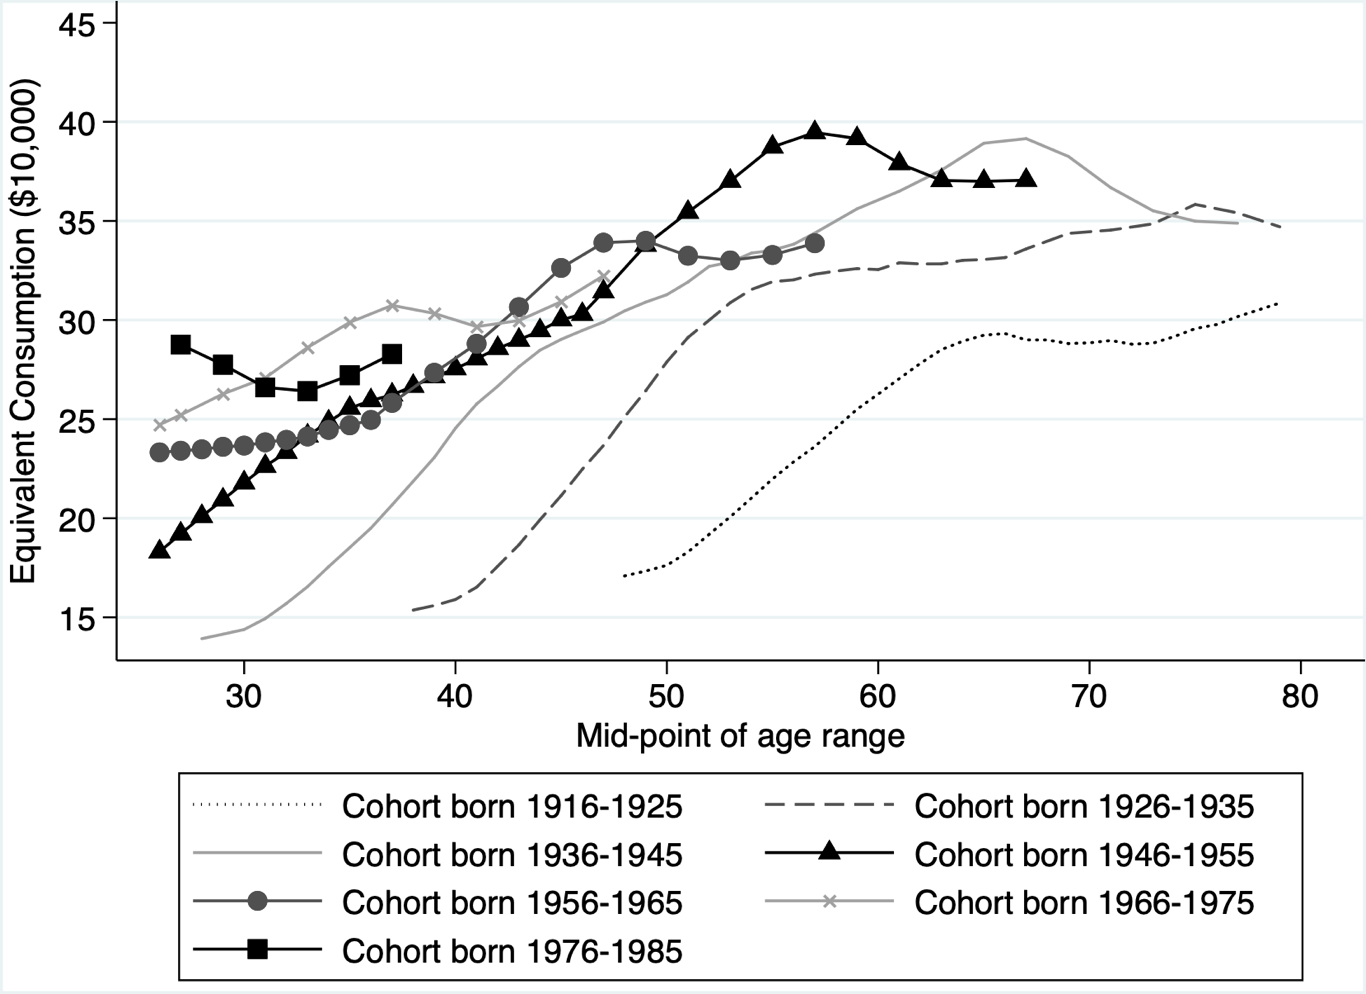 45
40
35
30
25
20
15
Equivalent Consumption ($10,000)
30 40 50 60 70 80
Mid-point of age range
Cohort born 1916-1925 Cohort born 1926-1935
Cohort born 1936-1945 Cohort born 1946-1955
Cohort born 1956-1965 Cohort born 1966-1975
Cohort born 1976-1985